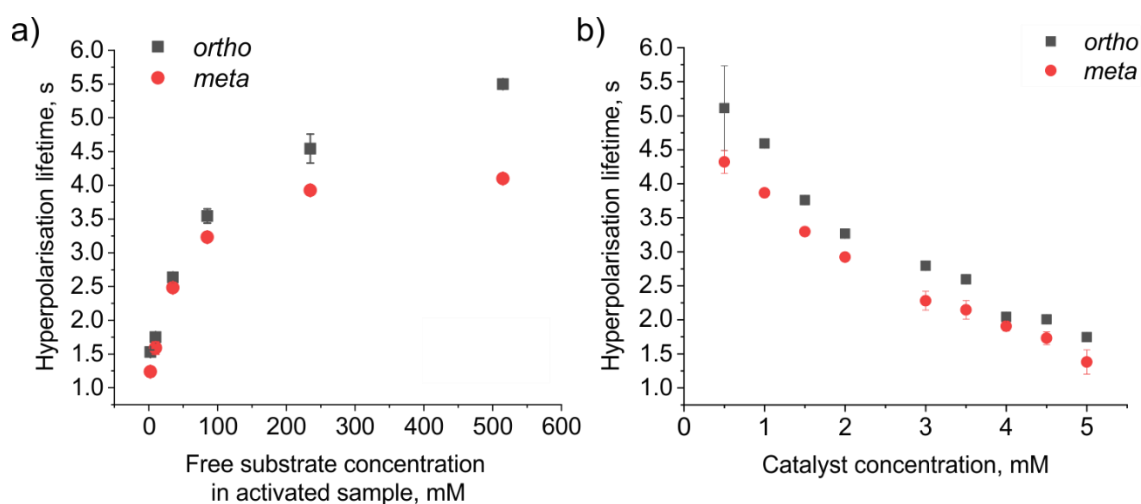 a)
ortho
meta
Hyperpolarisation lifetime, s
6.0
5.5
5.0
4.5
4.0
3.5
3.0
2.5
2.0
1.5
1.0
0 100 200 300 400 500 600
Free substrate concentration
in activated sample, mM
b)
ortho
meta
Hyperpolarisation lifetime, s
6.0
5.5
5.0
4.5
4.0
3.5
3.0
2.5
2.0
1.5
1.0
0 1 2 3 4 5
Catalyst concentration, mM